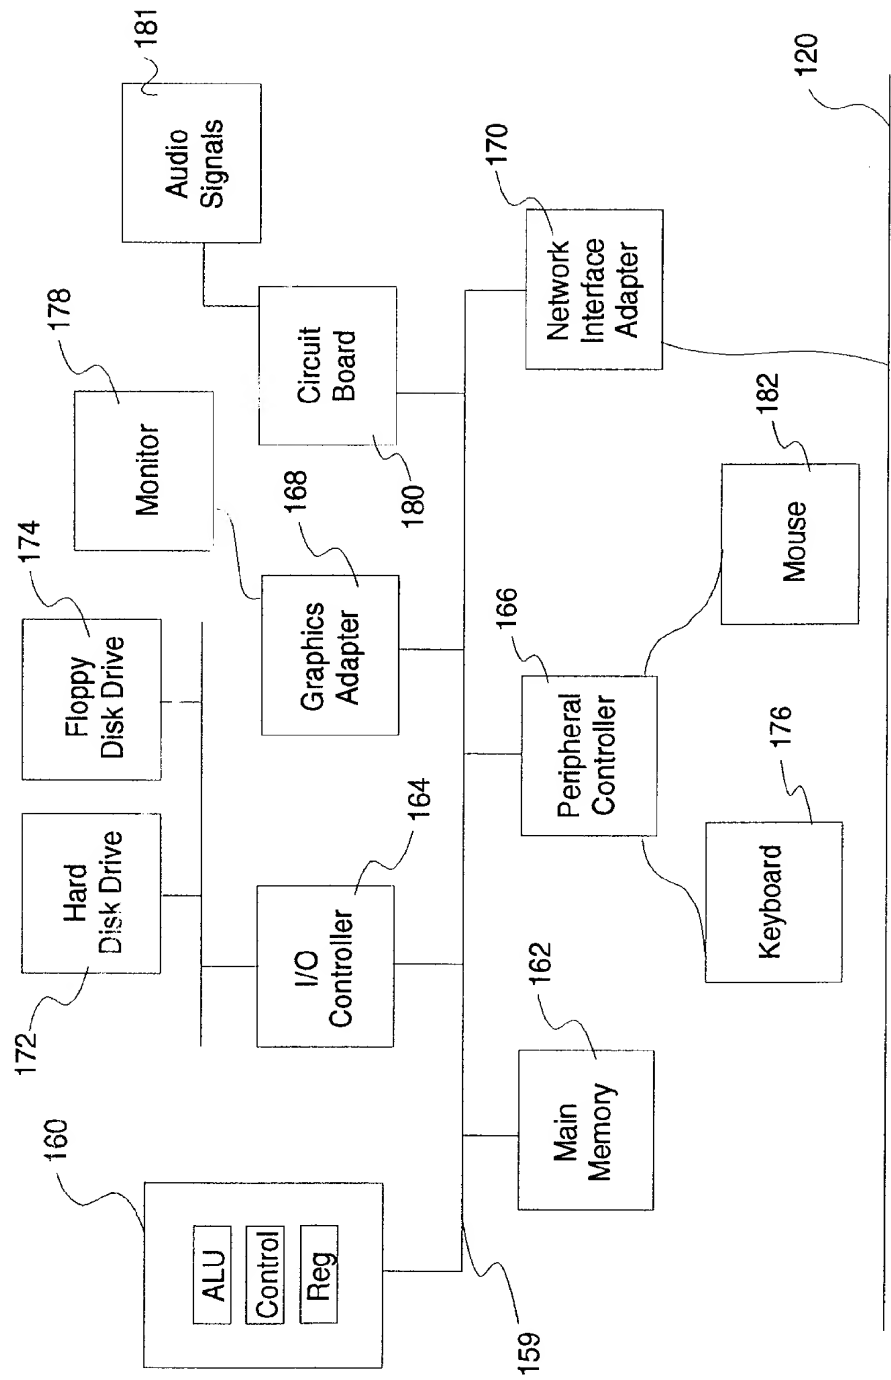 160
ALU
Control
Reg
159
172
Hard
Disk Drive
174
Floppy
Disk Drive
178
Monitor
181
Audio
Signals
I/O
Controller
164
Graphics
Adapter
168
Circuit
Board
180
Main
Memory
162
Peripheral
Controller
166
Network
Interface
Adapter
170
Keyboard
176
Mouse
182
120